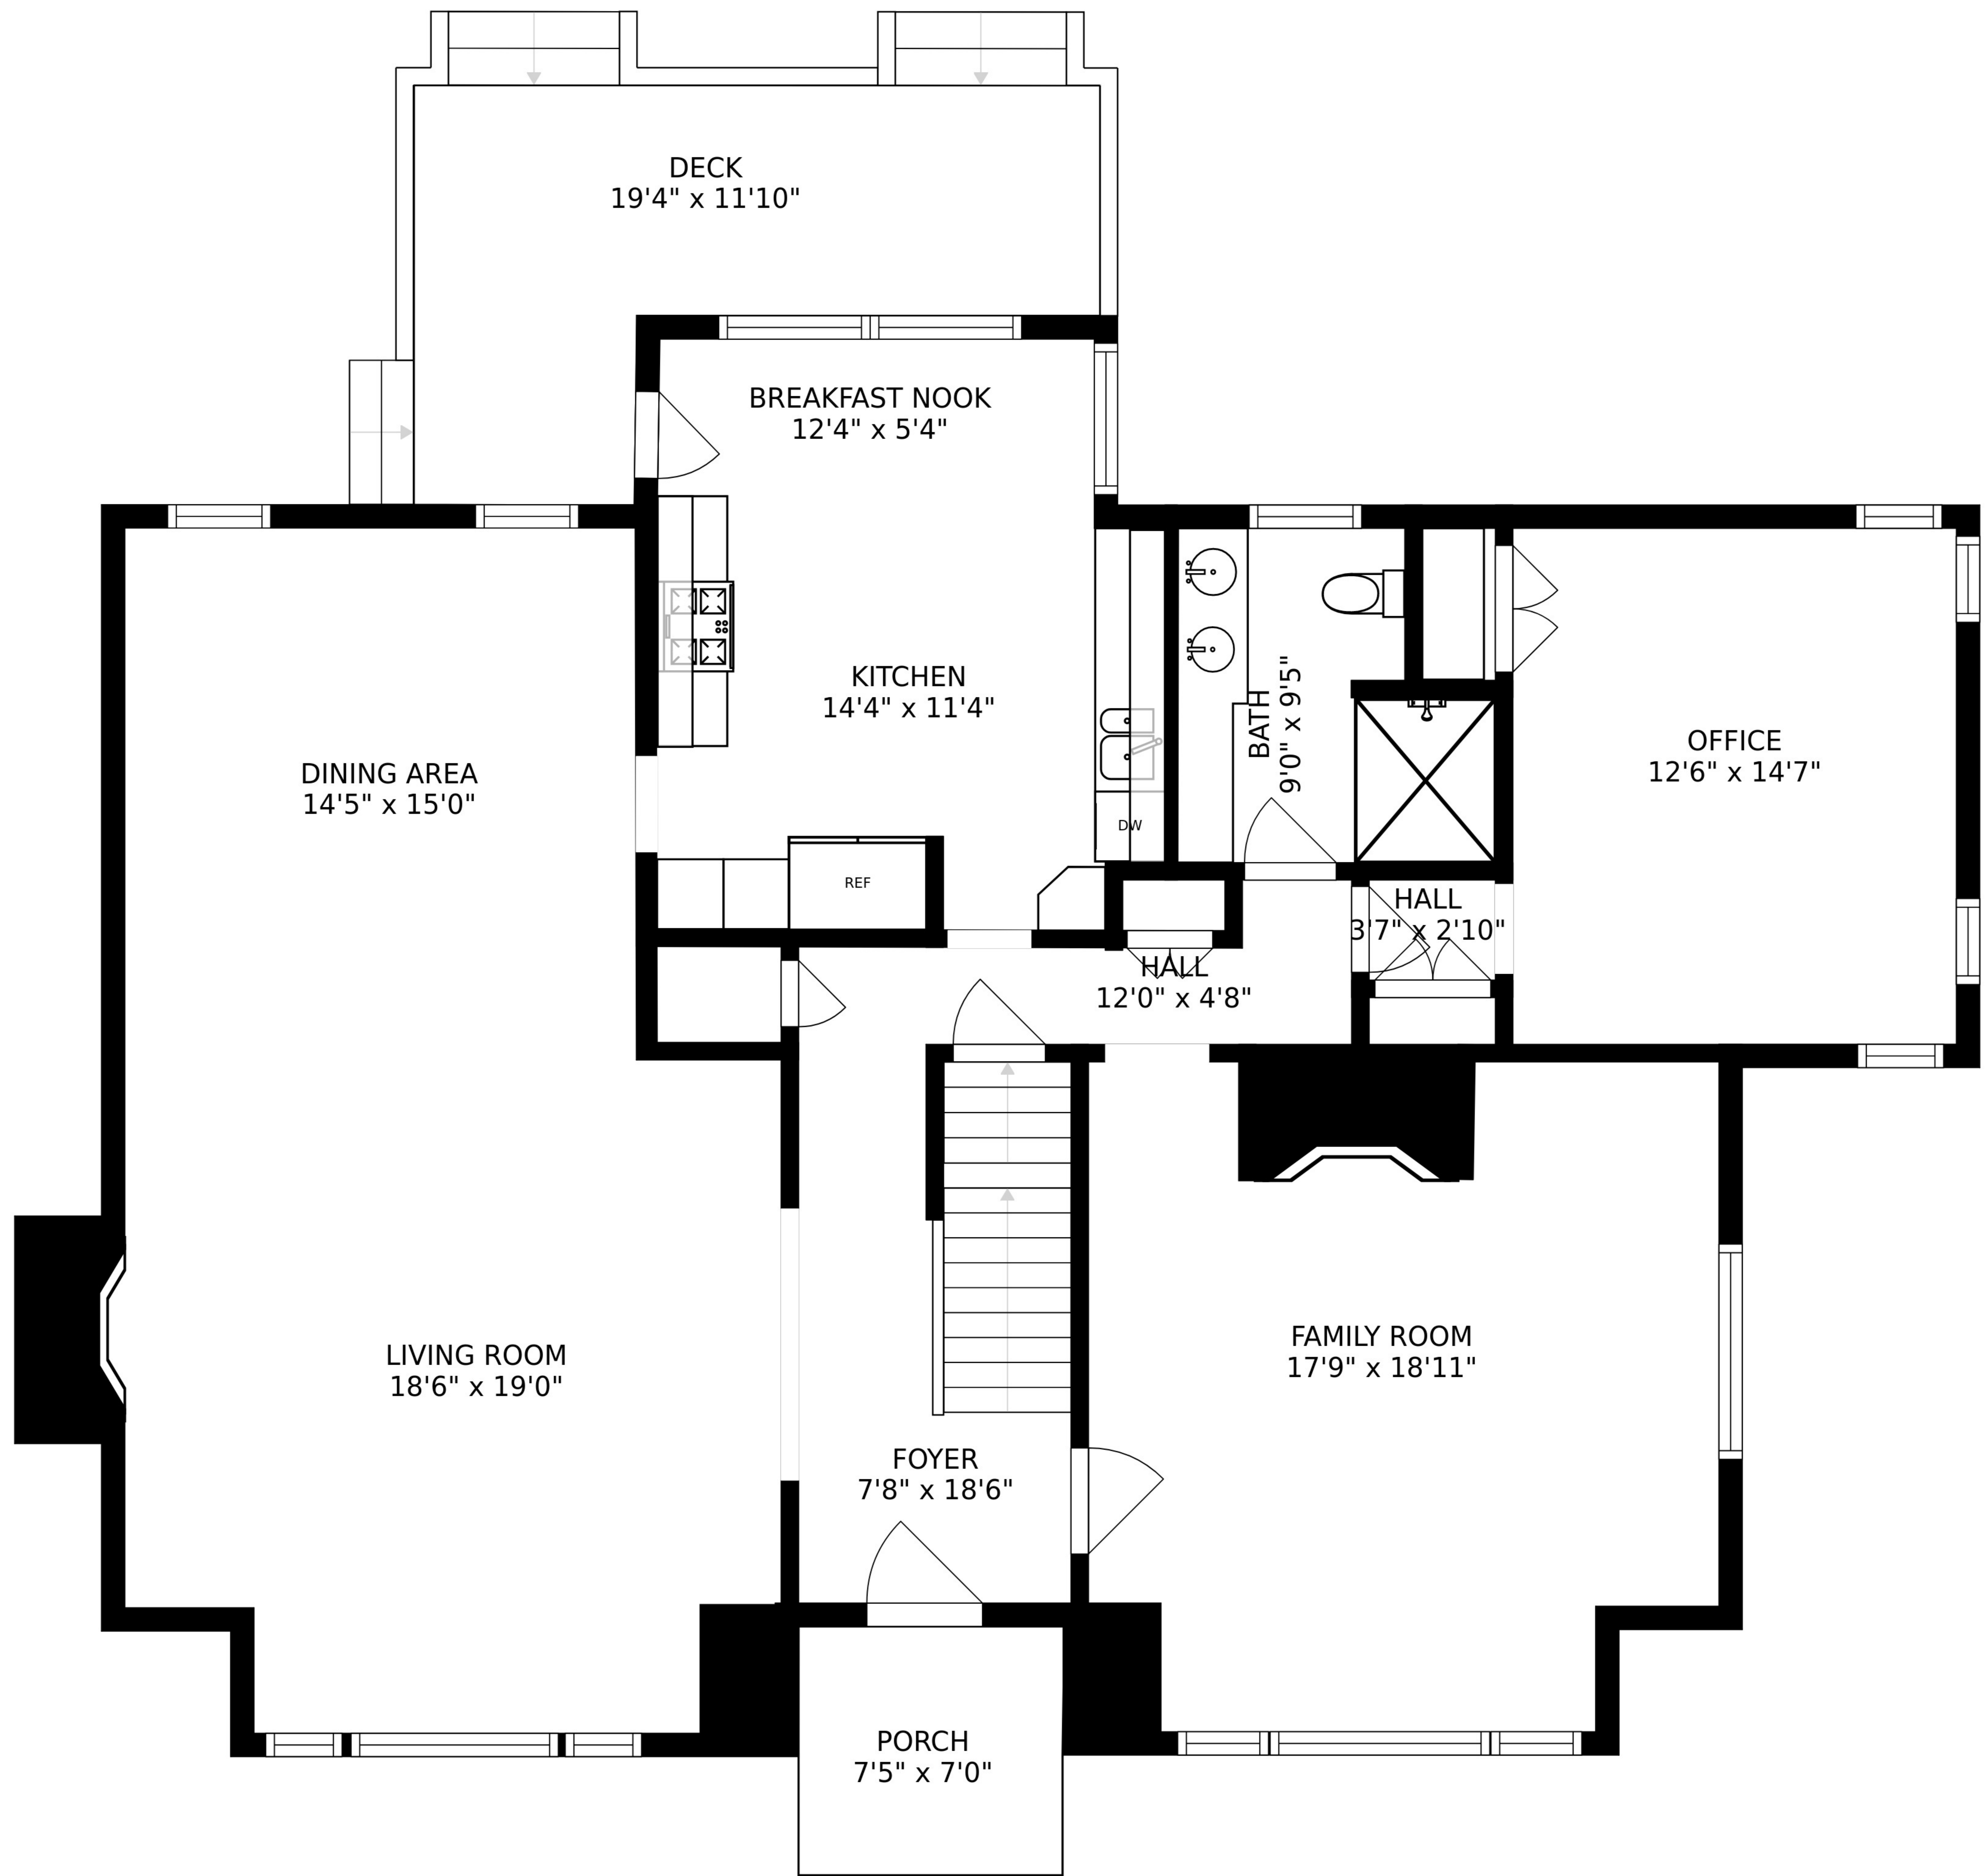 DECK
19'4" x 11'10"
BREAKFAST NOOK
12'4" x 5'4"
KITCHEN
14'4" x 11'4"
BATH
9'0" x 9'5"
OFFICE
12'6" x 14'7"
DINING AREA
14'5" x 15'0"
DW
REF
HALL
3'7" x 2'10"
HALL
12'0" x 4'8"
LIVING ROOM
18'6" x 19'0"
FAMILY ROOM
17'9" x 18'11"
FOYER
7'8" x 18'6"
PORCH
7'5" x 7'0"